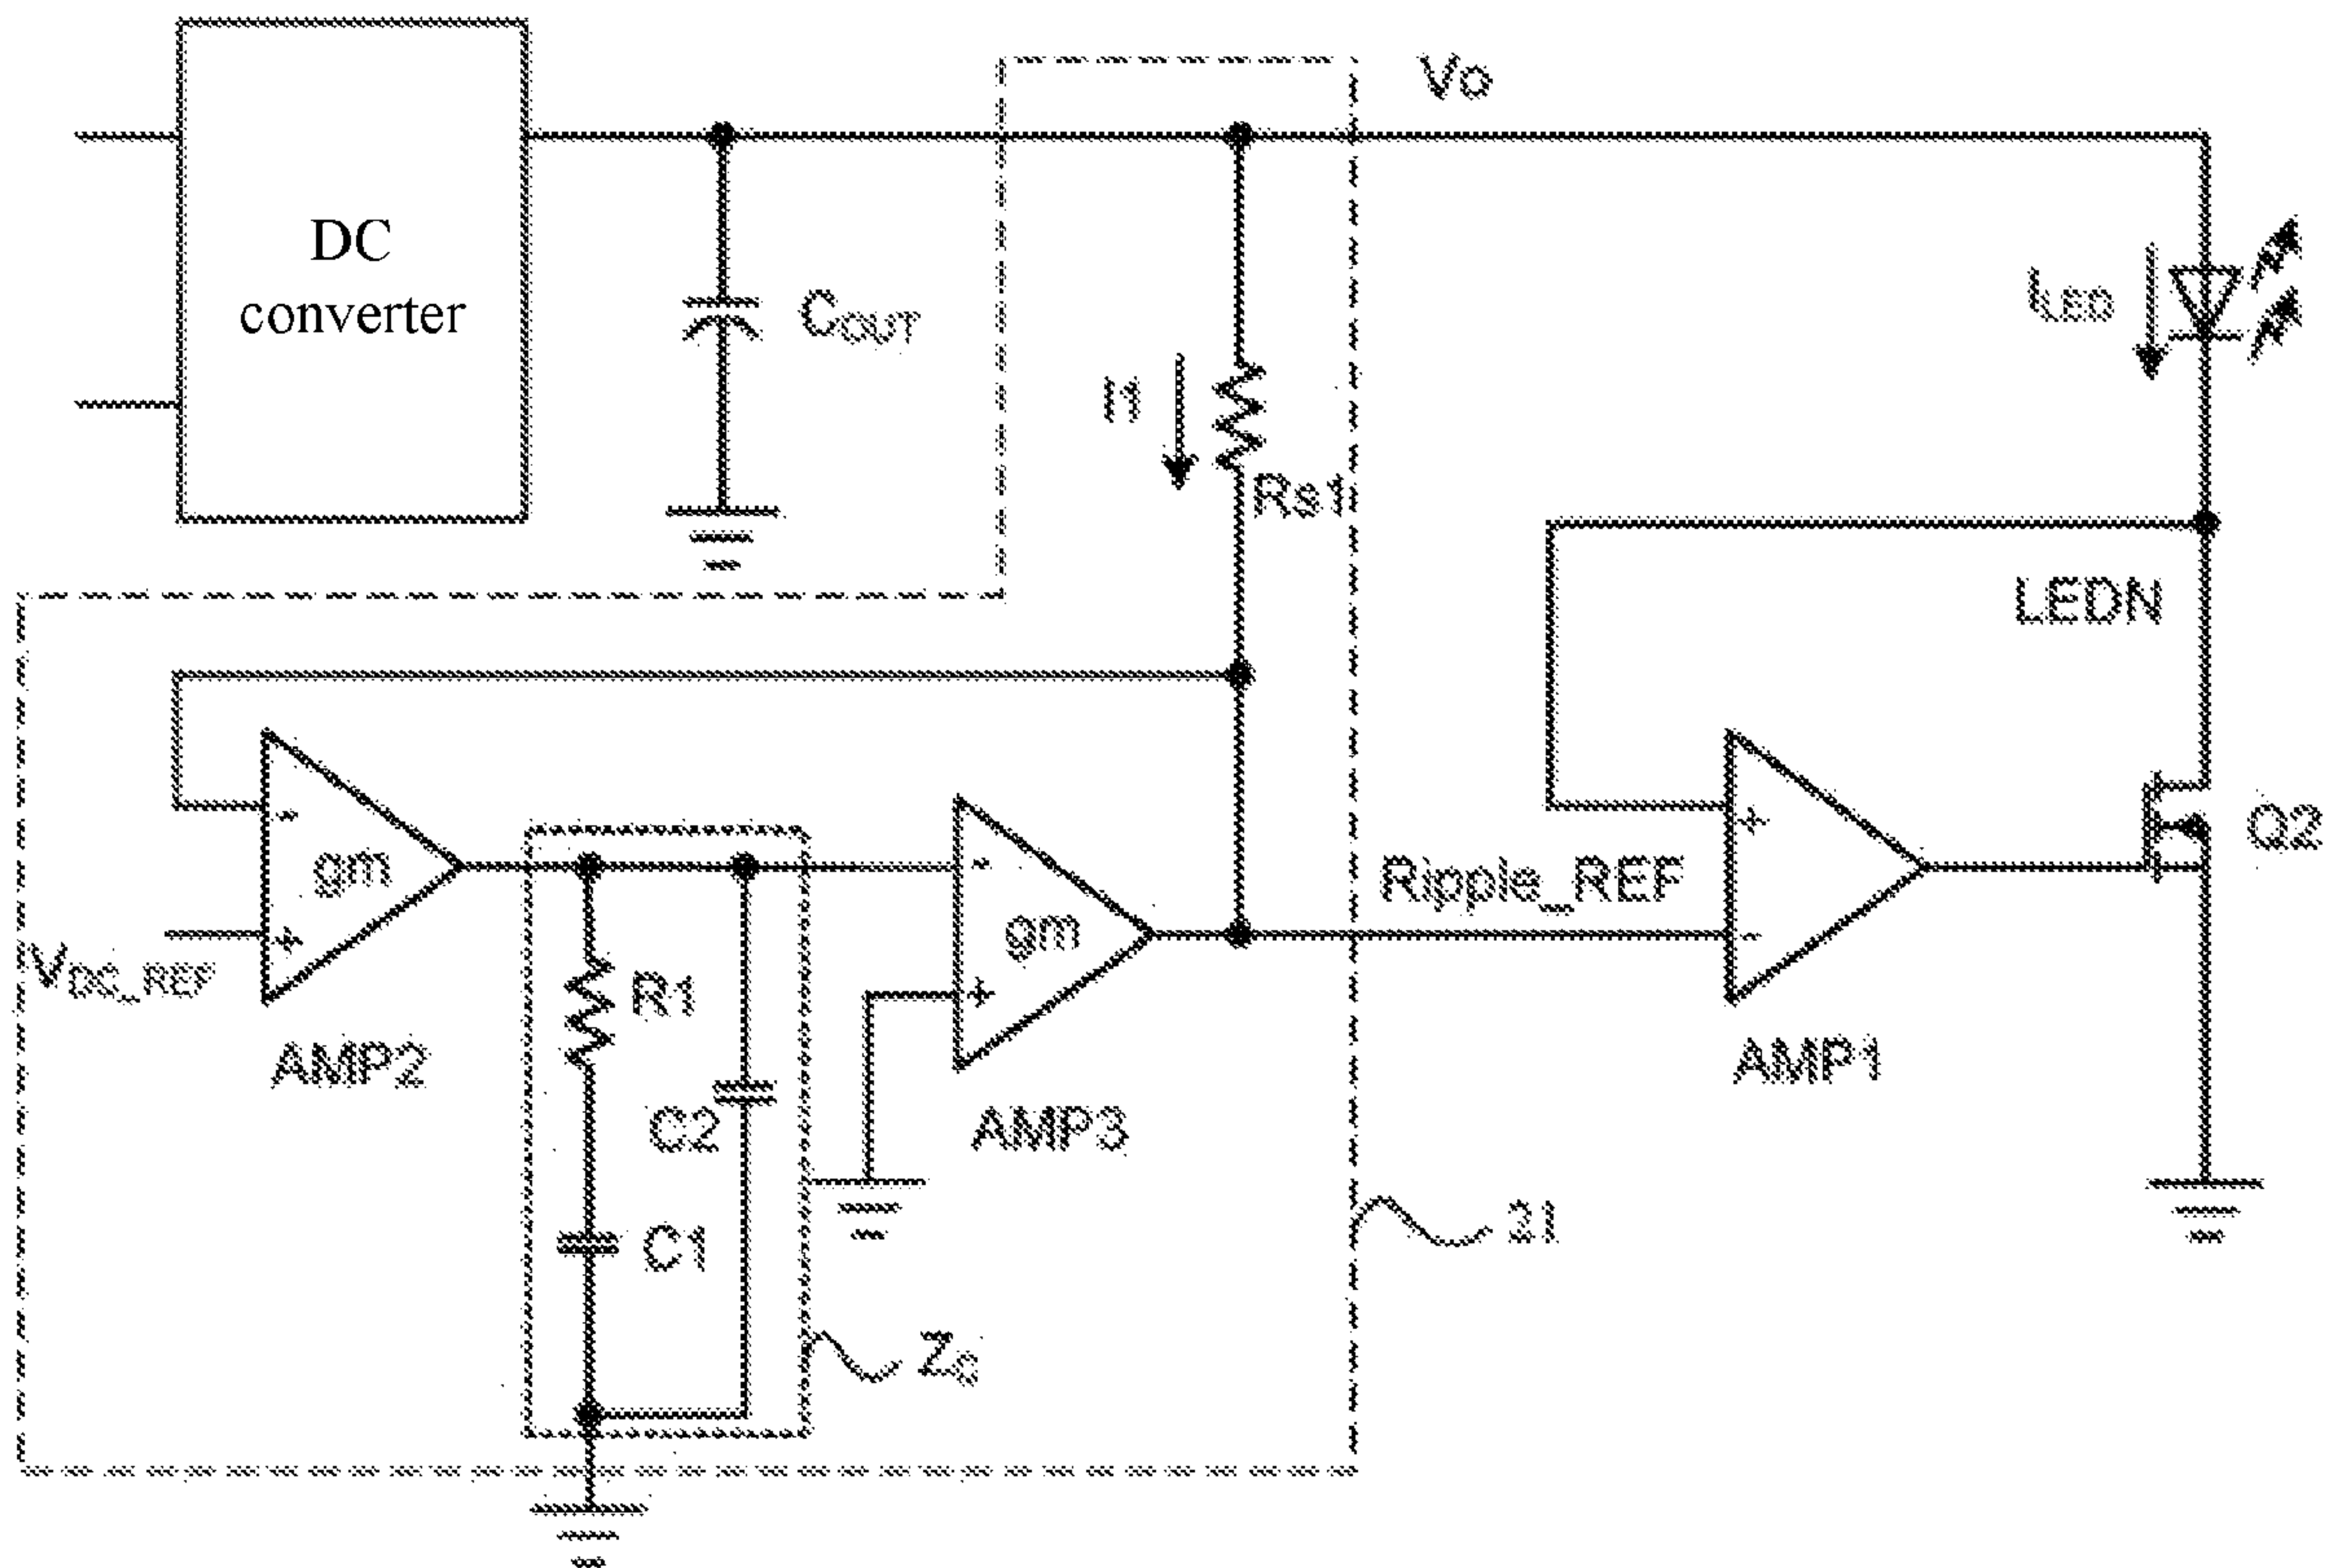 Vo
DC
converter
COUT
ILED
I1
Rs1
LEDN
-
gm
+
VDC_REF
AMP2
R1
C2
C1
-
gm
+
AMP3
Ripple_REF
+
-
AMP1
Q2
21